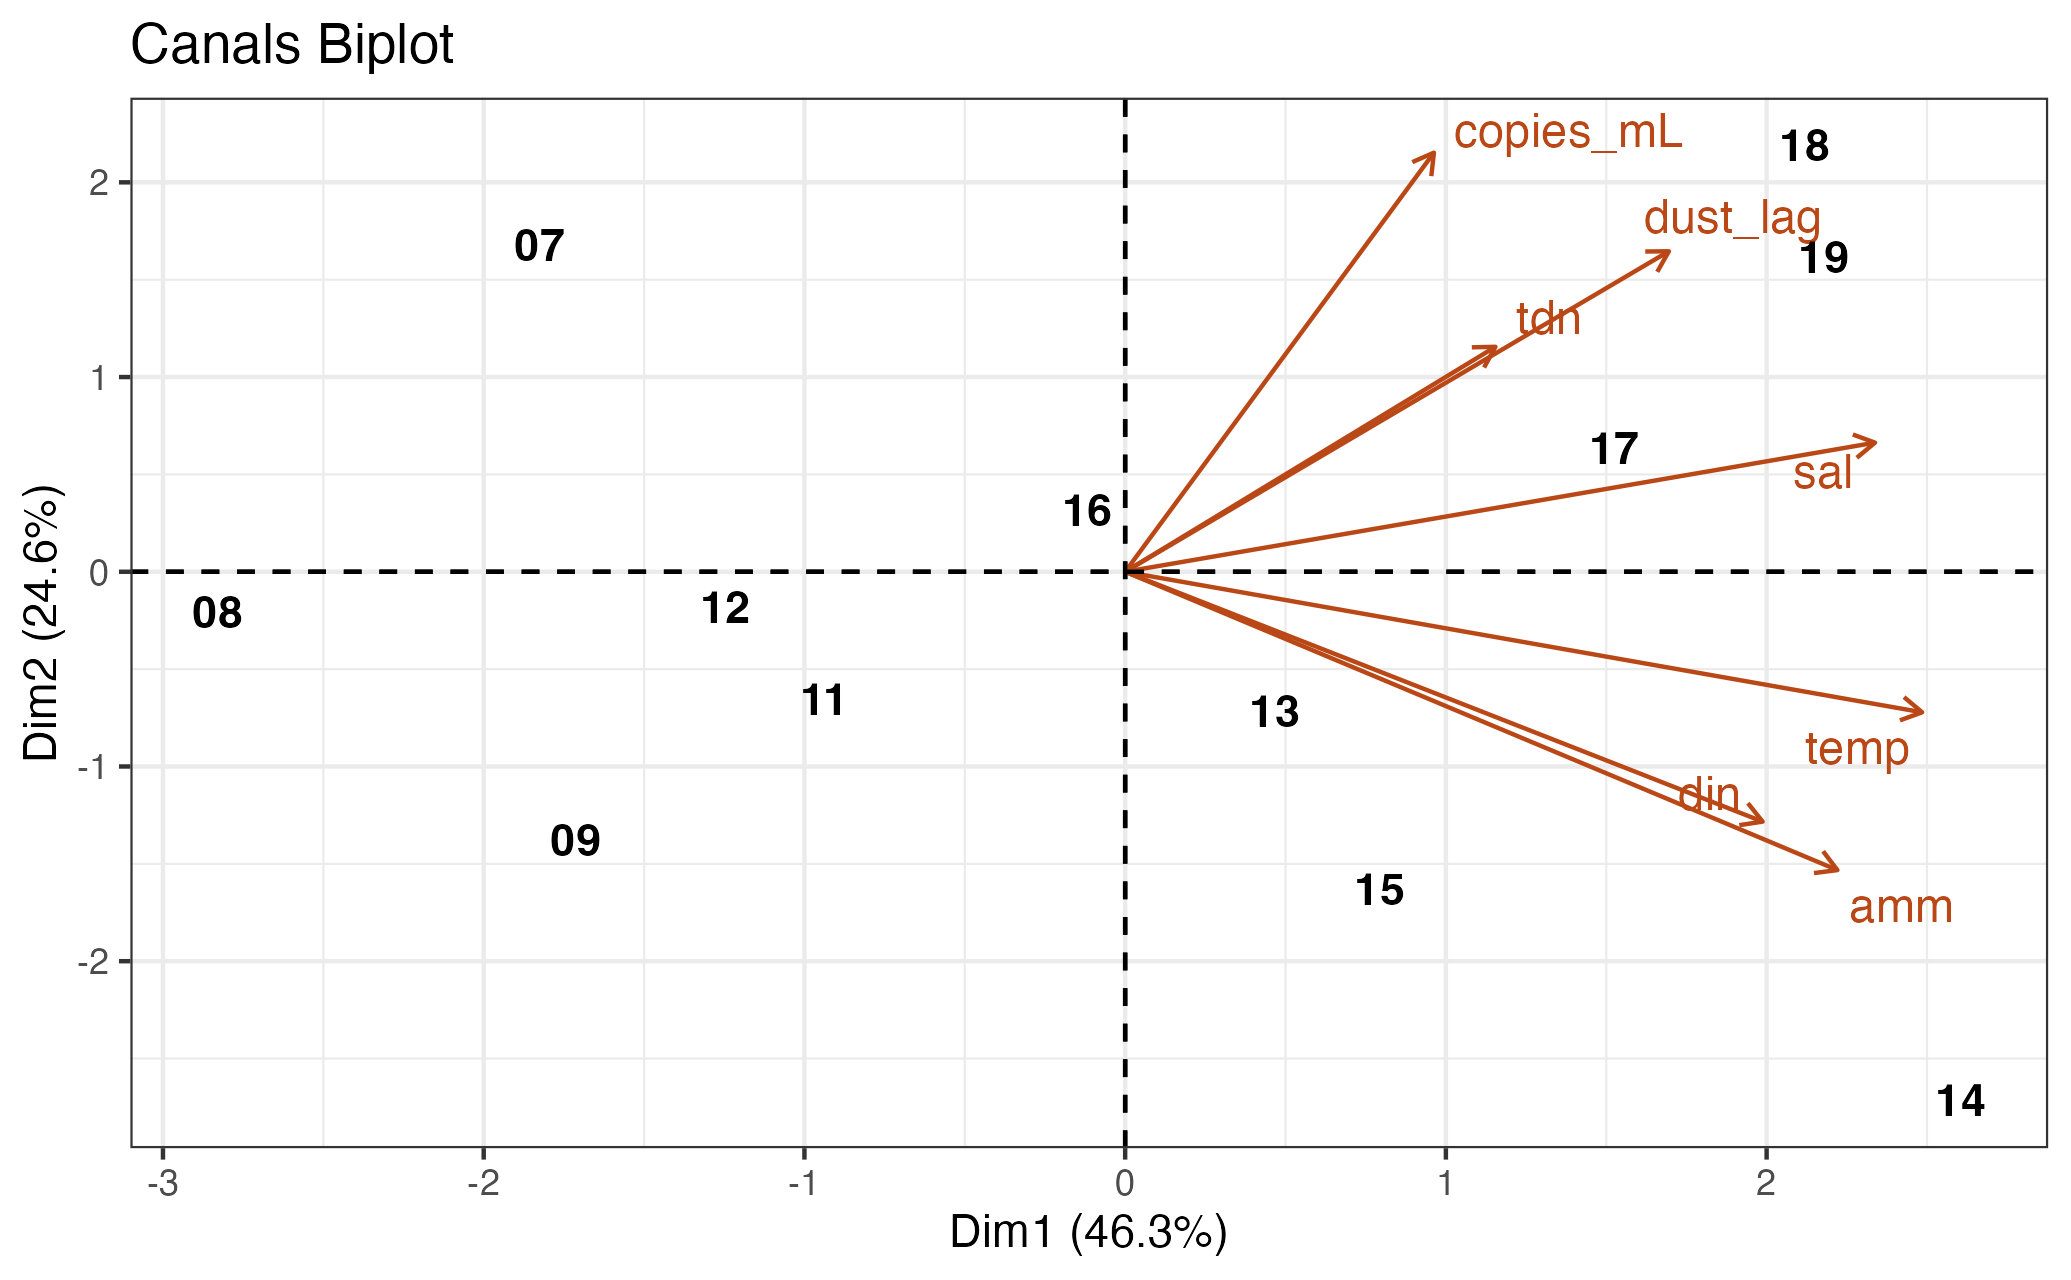 Canals Biplot
copies_mL
18
dust_lag
07
19
tdn
17
sal
16
08
12
11
13
temp
din
09
15
amm
14
2
1
0
-1
-2
Dim2 (24.6%)
-3
-2
-1
0
1
2
Dim1 (46.3%)